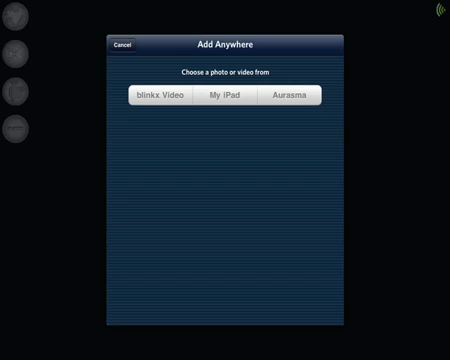 Cancel
Add Anywhere
Choose a photo or video from
blinkx Video
My iPad
Aurasma